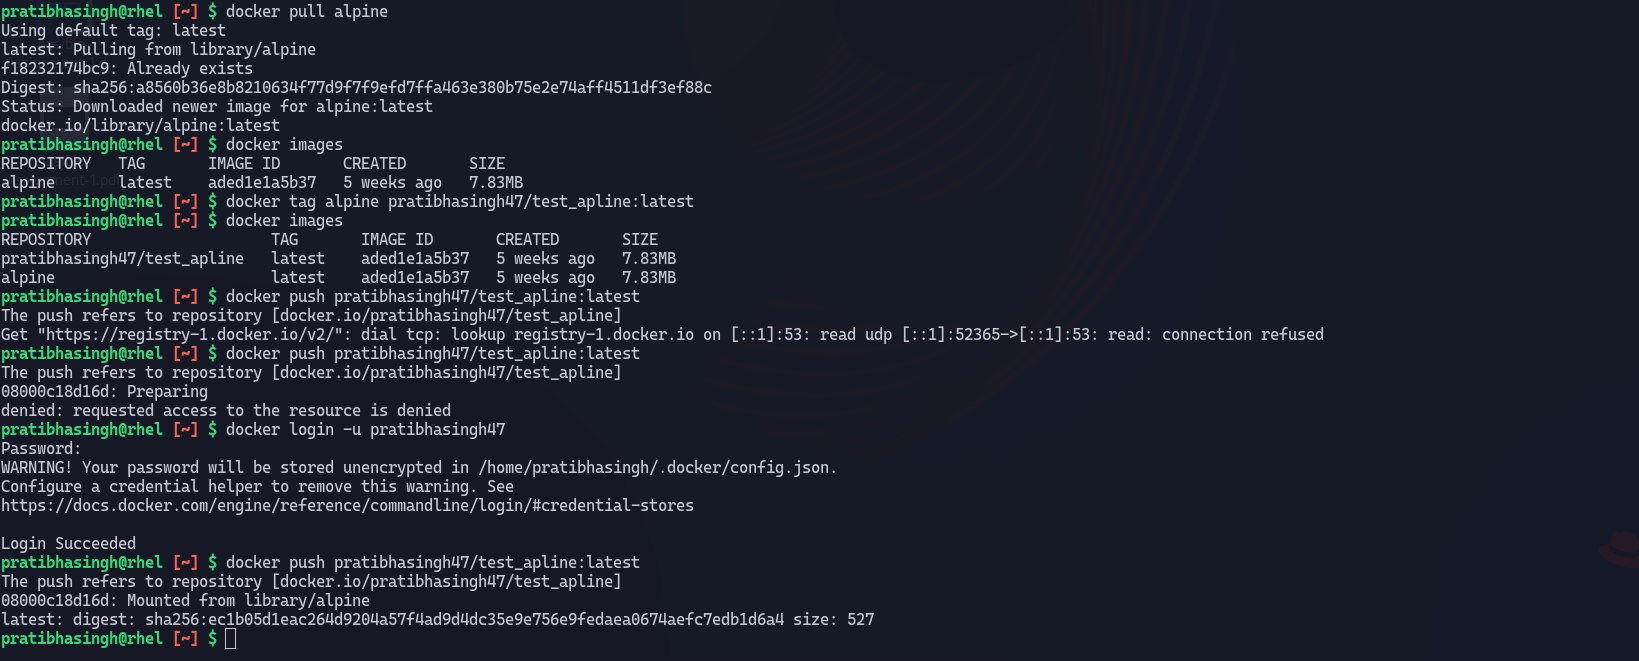 pratibhasingh@rhel [~] $ docker pull alpine
Using default tag: latest
latest: Pulling from library/alpine
f18232174bc9: Already exists
Digest: sha256:a8560b36e8b8210634f77d9f7f9efd7ffa463e380b75e2e74aff4511df3ef88c
Status: Downloaded newer image for alpine:latest
docker.io/library/alpine:latest
pratibhasingh@rhel [~] $ docker images
REPOSITORY   TAG       IMAGE ID       CREATED       SIZE
alpine       latest    aded1e1a5b37   5 weeks ago   7.83MB
pratibhasingh@rhel [~] $ docker tag alpine pratibhasingh47/test_apline:latest
pratibhasingh@rhel [~] $ docker images
REPOSITORY                    TAG       IMAGE ID       CREATED       SIZE
pratibhasingh47/test_apline   latest    aded1e1a5b37   5 weeks ago   7.83MB
alpine                        latest    aded1e1a5b37   5 weeks ago   7.83MB
pratibhasingh@rhel [~] $ docker push pratibhasingh47/test_apline:latest
The push refers to repository [docker.io/pratibhasingh47/test_apline]
Get "https://registry-1.docker.io/v2/": dial tcp: lookup registry-1.docker.io on [::1]:53: read udp [::1]:52365->[::1]:53: read: connection refused
pratibhasingh@rhel [~] $ docker push pratibhasingh47/test_apline:latest
The push refers to repository [docker.io/pratibhasingh47/test_apline]
08000c18d16d: Preparing
denied: requested access to the resource is denied
pratibhasingh@rhel [~] $ docker login -u pratibhasingh47
Password:
WARNING! Your password will be stored unencrypted in /home/pratibhasingh/.docker/config.json.
Configure a credential helper to remove this warning. See
https://docs.docker.com/engine/reference/commandline/login/#credential-stores

Login Succeeded
pratibhasingh@rhel [~] $ docker push pratibhasingh47/test_apline:latest
The push refers to repository [docker.io/pratibhasingh47/test_apline]
08000c18d16d: Mounted from library/alpine
latest: digest: sha256:ec1b05d1eac264d9204a57f4ad9d4dc35e9e756e9fedaea0674aefc7edb1d6a4 size: 527
pratibhasingh@rhel [~] $